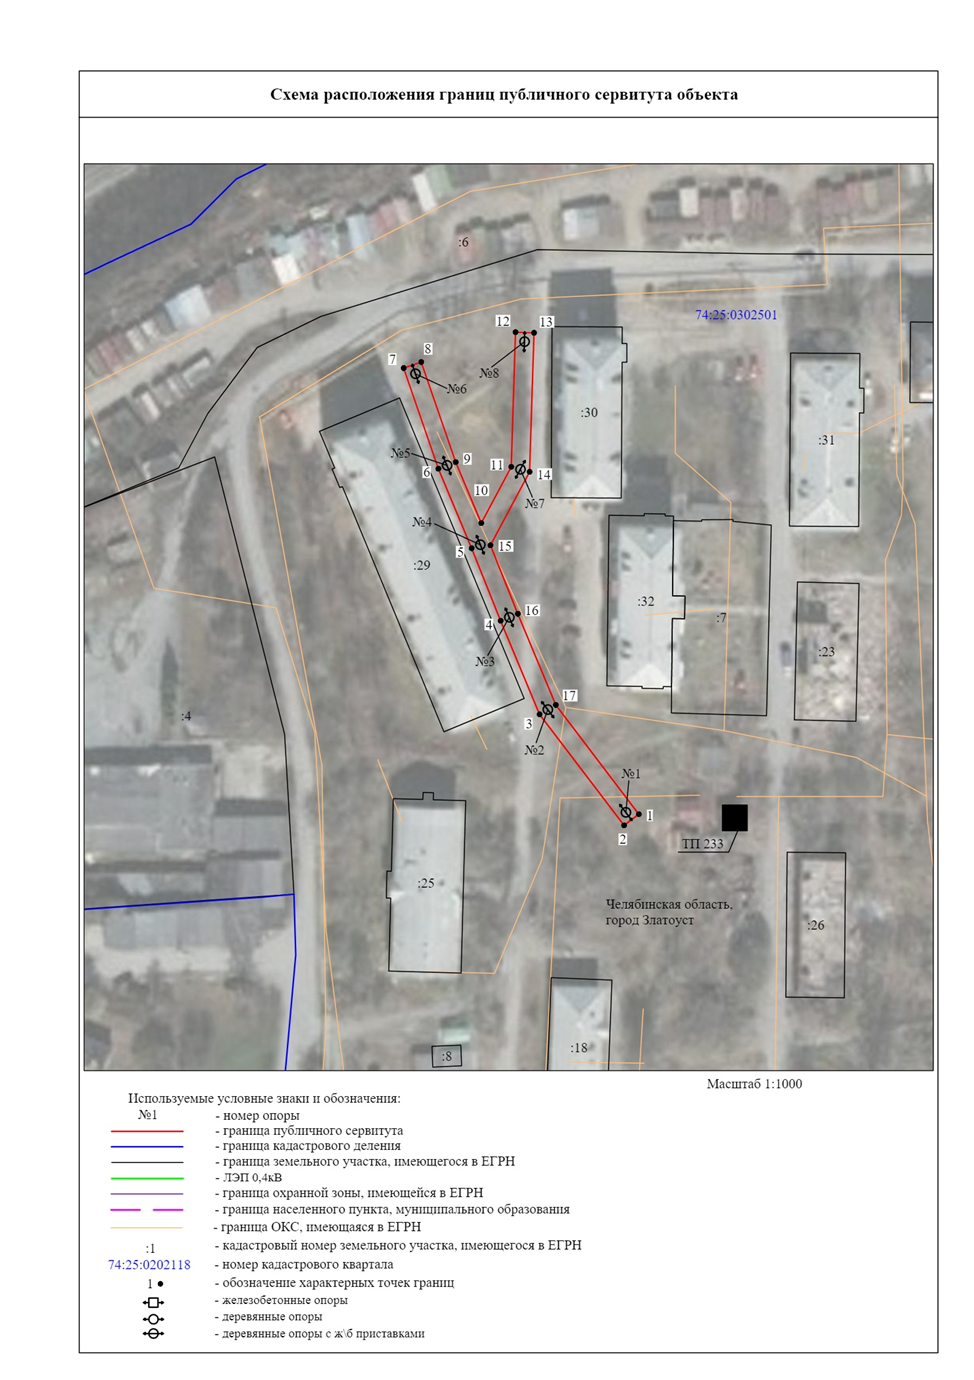 Схема расположения границ публичного сервитута объекта
:6
74:25:0302501
12 13
8
7
№8
№6
:30
:31
№5
9
6
11
14
10
№7
№4
15
5
:29
16
:32
:7
4
:23
№3
17
3
:4
№2
№1
1
2
ТП 233
:25
Челябинская область,
город Златоуст
:26
:18
:8
Масштаб 1:1000
Используемые условные знаки и обозначения:
№1 - номер опоры
- граница публичного сервитута
- граница кадастрового деления
- граница земельного участка, имеющегося в ЕГРН
- ЛЭП 0,4кВ
- граница охранной зоны, имеющейся в ЕГРН
- граница населенного пункта, муниципального образования
- граница ОКС, имеющаяся в ЕГРН
:1 - кадастровый номер земельного участка, имеющегося в ЕГРН
74:25:0202118 - номер кадастрового квартала
1 - обозначение характерных точек границ
- железобетонные опоры
- деревянные опоры
- деревянные опоры с ж\б приставками